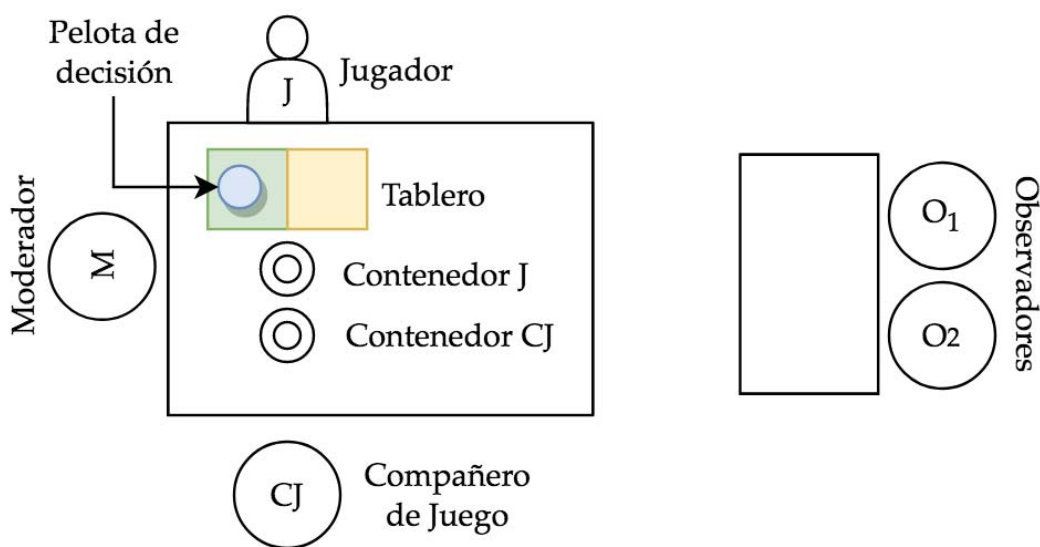 Pelota de
decisión
J
Jugador
Tablero
Moderador
M
Contenedor J
Contenedor CJ
CJ
Compañero
de Juego
O1
O2
Observadores